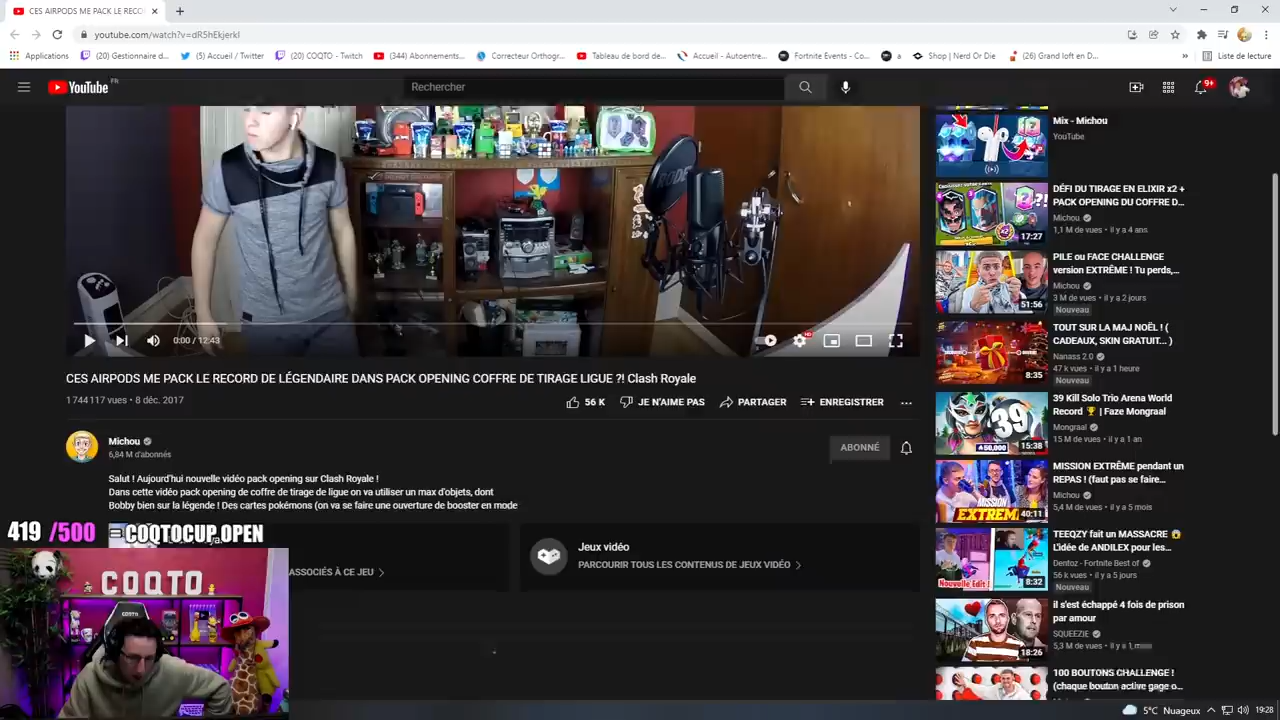 CES AIRPODS ME PACK LE RECO
youtube.com/watch?v=dR5hEkjerkI
Applications
(20) Gestionnaire d...
(5) Accueil / Twitter
(20) COQTO - Twitch
(344) Abonnements...
Correcteur Orthogr...
Tableau de bord de...
Accueil - Autoentre...
Fortnite Events - Co...
a
Shop | Nerd Or Die
(26) Grand loft en D...
»
Liste de lecture
YouTube FR
Rechercher
9+
RODE
0:00 / 12:43
HD
CES AIRPODS ME PACK LE RECORD DE LÉGENDAIRE DANS PACK OPENING COFFRE DE TIRAGE LIGUE ?! Clash Royale
1 744 117 vues • 8 déc. 2017
56 K
JE N'AIME PAS
PARTAGER
ENREGISTRER
Michou
6,84 M d'abonnés
ABONNÉ
Salut ! Aujourd'hui nouvelle vidéo pack opening sur Clash Royale !
Dans cette vidéo pack opening de coffre de tirage de ligue on va utiliser un max d'objets, dont
Bobby bien sur la légende ! Des cartes pokémons (on va se faire une ouverture de booster en mode
419 /500 = COQTOCUP OPEN
ASSOCIÉS À CE JEU
Jeux vidéo
PARCOURIR TOUS LES CONTENUS DE JEUX VIDÉO
COQTO
Mix - Michou
YouTube
DÉFI DU TIRAGE EN ELIXIR x2 +
PACK OPENING DU COFFRE D...
Michou
1,1 M de vues • il y a 4 ans
17:27
PILE ou FACE CHALLENGE
version EXTRÊME ! Tu perds,...
Michou
3 M de vues • il y a 2 jours
Nouveau
51:56
TOUT SUR LA MAJ NOËL ! (
CADEAUX, SKIN GRATUIT... )
Nanass 2.0
47 k vues • il y a 1 heure
Nouveau
8:35
39 Kill Solo Trio Arena World
Record 🏆 | Faze Mongraal
Mongraal
15 M de vues • il y a 1 an
39
50,000
15:38
MISSION EXTRÊME pendant un
REPAS ! (faut pas se faire...
Michou
5,4 M de vues • il y a 5 mois
MISSION
EXTREM
40:11
TEEQZY fait un MASSACRE 😱
L'idée de ANDILEX pour les...
Dentoz - Fortnite Best of
56 k vues • il y a 5 jours
Nouveau
Nouvelle Edit !
8:32
il s'est échappé 4 fois de prison
par amour
SQUEEZIE
5,3 M de vues • il y a 1
18:26
100 BOUTONS CHALLENGE !
(chaque bouton active gage o...
5°C Nuageux
19:28